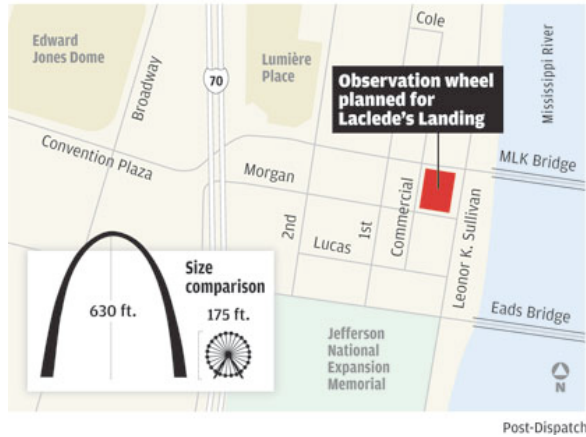 Cole
Edward
Jones Dome
Broadway
70
Lumière
Place
Observation wheel
planned for
Laclede's Landing
Mississippi River
Convention Plaza
MLK Bridge
Morgan
2nd
1st
Commercial
Leonor K. Sullivan
Lucas
Size
comparison
630 ft.
175 ft.
Eads Bridge
Jefferson
National
Expansion
Memorial
N
Post-Dispatch